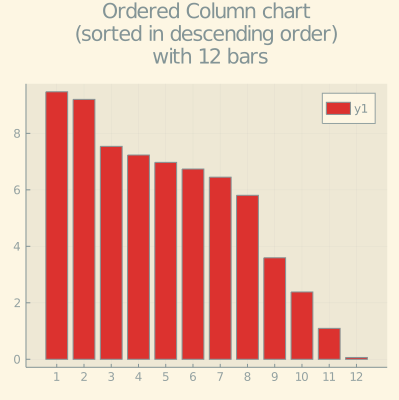 Ordered Column chart
(sorted in descending order)
with 12 bars
y1
8
6
4
2
0
1 2 3 4 5 6 7 8 9 10 11 12